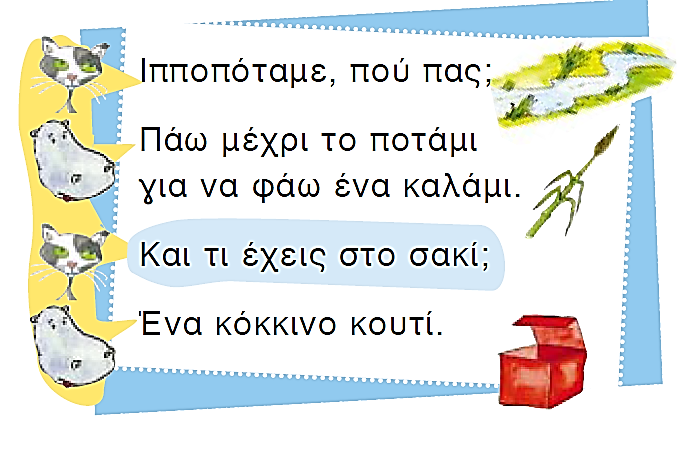 Ιπποπόταμε, πού πας;
Πάω μέχρι το ποτάμι
για να φάω ένα καλάμι.
Και τι έχεις στο σακί;
Ένα κόκκινο κουτί.